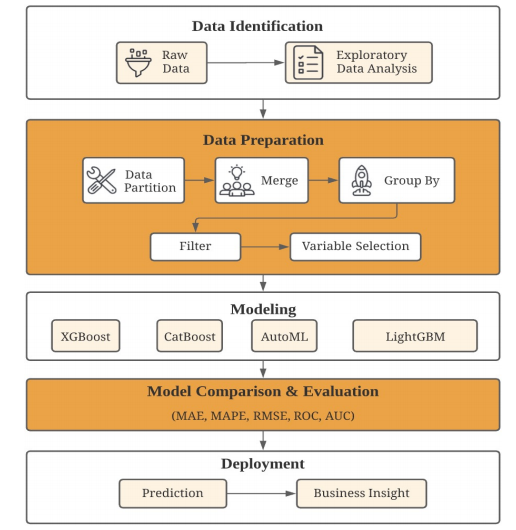 Data Identification
Raw
Data
Exploratory
Data Analysis
Data Preparation
Data
Partition
Merge
Group By
Filter
Variable Selection
Modeling
XGBoost
CatBoost
AutoML
LightGBM
Model Comparison & Evaluation
(MAE, MAPE, RMSE, ROC, AUC)
Deployment
Prediction
Business Insight